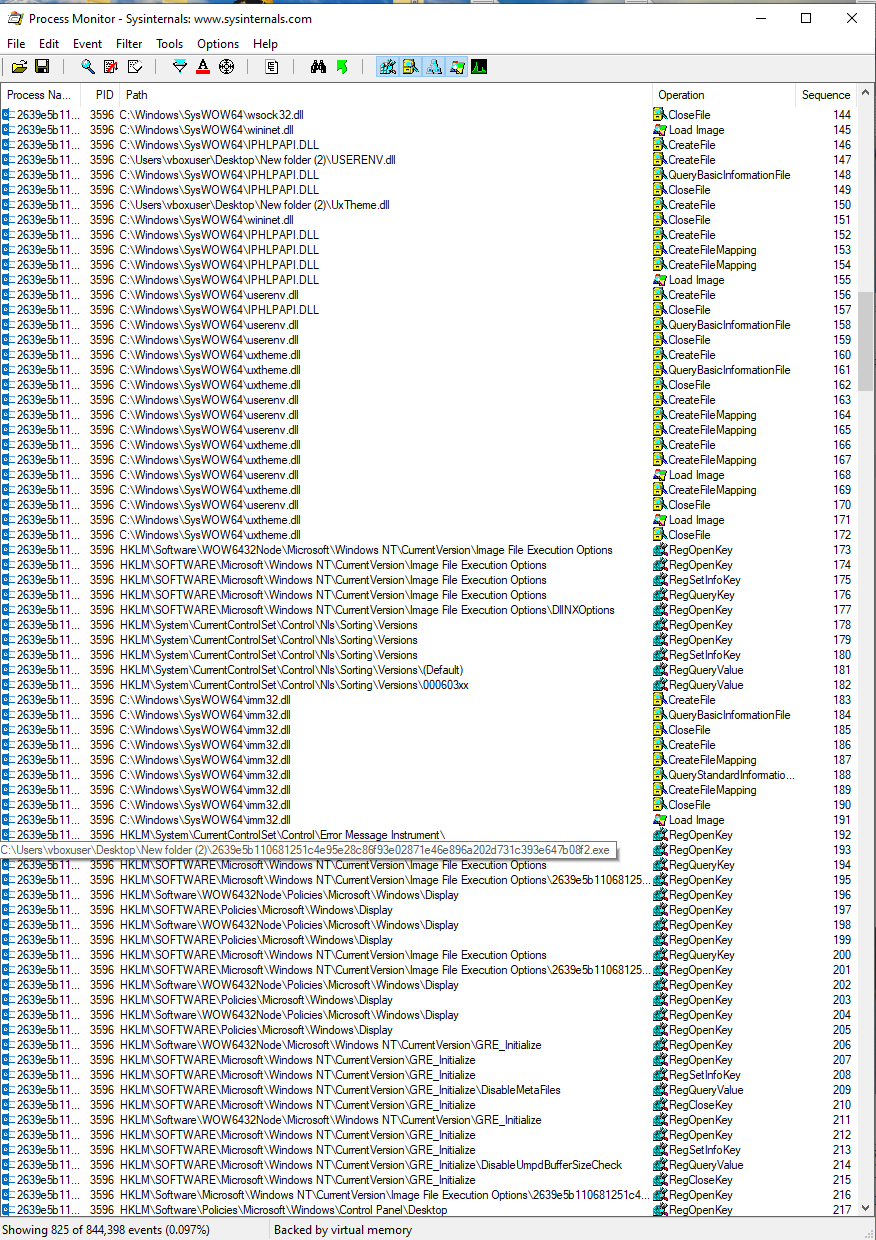 Process Monitor - Sysinternals: www.sysinternals.com
File Edit Event Filter Tools Options Help
Process Na... PID Path Operation Sequence
2639e5b11... 3596 C:\Windows\SysWOW64\wsock32.dll CloseFile 144
2639e5b11... 3596 C:\Windows\SysWOW64\wininet.dll Load Image 145
2639e5b11... 3596 C:\Windows\SysWOW64\IPHLPAPI.DLL CreateFile 146
2639e5b11... 3596 C:\Users\vboxuser\Desktop\New folder (2)\USERENV.dll CreateFile 147
2639e5b11... 3596 C:\Windows\SysWOW64\IPHLPAPI.DLL QueryBasicInformationFile 148
2639e5b11... 3596 C:\Windows\SysWOW64\IPHLPAPI.DLL CloseFile 149
2639e5b11... 3596 C:\Users\vboxuser\Desktop\New folder (2)\UxTheme.dll CreateFile 150
2639e5b11... 3596 C:\Windows\SysWOW64\wininet.dll CloseFile 151
2639e5b11... 3596 C:\Windows\SysWOW64\IPHLPAPI.DLL CreateFile 152
2639e5b11... 3596 C:\Windows\SysWOW64\IPHLPAPI.DLL CreateFileMapping 153
2639e5b11... 3596 C:\Windows\SysWOW64\IPHLPAPI.DLL CreateFileMapping 154
2639e5b11... 3596 C:\Windows\SysWOW64\IPHLPAPI.DLL Load Image 155
2639e5b11... 3596 C:\Windows\SysWOW64\userenv.dll CreateFile 156
2639e5b11... 3596 C:\Windows\SysWOW64\IPHLPAPI.DLL CloseFile 157
2639e5b11... 3596 C:\Windows\SysWOW64\userenv.dll QueryBasicInformationFile 158
2639e5b11... 3596 C:\Windows\SysWOW64\userenv.dll CloseFile 159
2639e5b11... 3596 C:\Windows\SysWOW64\uxtheme.dll CreateFile 160
2639e5b11... 3596 C:\Windows\SysWOW64\uxtheme.dll QueryBasicInformationFile 161
2639e5b11... 3596 C:\Windows\SysWOW64\uxtheme.dll CloseFile 162
2639e5b11... 3596 C:\Windows\SysWOW64\userenv.dll CreateFile 163
2639e5b11... 3596 C:\Windows\SysWOW64\userenv.dll CreateFileMapping 164
2639e5b11... 3596 C:\Windows\SysWOW64\userenv.dll CreateFileMapping 165
2639e5b11... 3596 C:\Windows\SysWOW64\uxtheme.dll CreateFile 166
2639e5b11... 3596 C:\Windows\SysWOW64\uxtheme.dll CreateFileMapping 167
2639e5b11... 3596 C:\Windows\SysWOW64\userenv.dll Load Image 168
2639e5b11... 3596 C:\Windows\SysWOW64\uxtheme.dll CreateFileMapping 169
2639e5b11... 3596 C:\Windows\SysWOW64\userenv.dll CloseFile 170
2639e5b11... 3596 C:\Windows\SysWOW64\uxtheme.dll Load Image 171
2639e5b11... 3596 C:\Windows\SysWOW64\uxtheme.dll CloseFile 172
2639e5b11... 3596 HKLM\Software\WOW6432Node\Microsoft\Windows NT\CurrentVersion\Image File Execution Options RegOpenKey 173
2639e5b11... 3596 HKLM\SOFTWARE\Microsoft\Windows NT\CurrentVersion\Image File Execution Options RegOpenKey 174
2639e5b11... 3596 HKLM\SOFTWARE\Microsoft\Windows NT\CurrentVersion\Image File Execution Options RegSetInfoKey 175
2639e5b11... 3596 HKLM\SOFTWARE\Microsoft\Windows NT\CurrentVersion\Image File Execution Options RegQueryKey 176
2639e5b11... 3596 HKLM\SOFTWARE\Microsoft\Windows NT\CurrentVersion\Image File Execution Options\DllNXOptions RegOpenKey 177
2639e5b11... 3596 HKLM\System\CurrentControlSet\Control\Nls\Sorting\Versions RegOpenKey 178
2639e5b11... 3596 HKLM\System\CurrentControlSet\Control\Nls\Sorting\Versions RegOpenKey 179
2639e5b11... 3596 HKLM\System\CurrentControlSet\Control\Nls\Sorting\Versions RegSetInfoKey 180
2639e5b11... 3596 HKLM\System\CurrentControlSet\Control\Nls\Sorting\Versions\(Default) RegQueryValue 181
2639e5b11... 3596 HKLM\System\CurrentControlSet\Control\Nls\Sorting\Versions\000603xx RegQueryValue 182
2639e5b11... 3596 C:\Windows\SysWOW64\imm32.dll CreateFile 183
2639e5b11... 3596 C:\Windows\SysWOW64\imm32.dll QueryBasicInformationFile 184
2639e5b11... 3596 C:\Windows\SysWOW64\imm32.dll CloseFile 185
2639e5b11... 3596 C:\Windows\SysWOW64\imm32.dll CreateFile 186
2639e5b11... 3596 C:\Windows\SysWOW64\imm32.dll CreateFileMapping 187
2639e5b11... 3596 C:\Windows\SysWOW64\imm32.dll QueryStandardInformatio... 188
2639e5b11... 3596 C:\Windows\SysWOW64\imm32.dll CreateFileMapping 189
2639e5b11... 3596 C:\Windows\SysWOW64\imm32.dll CloseFile 190
2639e5b11... 3596 C:\Windows\SysWOW64\imm32.dll Load Image 191
2639e5b11... 3596 HKLM\System\CurrentControlSet\Control\Error Message Instrument\ RegOpenKey 192
C:\Users\vboxuser\Desktop\New folder (2)\2639e5b110681251c4e95e28c86f93e02871e46e896a202d731c393e647b08f2.exe RegOpenKey 193
2639e5b11... 3596 HKLM\SOFTWARE\Microsoft\Windows NT\CurrentVersion\Image File Execution Options RegQueryKey 194
2639e5b11... 3596 HKLM\SOFTWARE\Microsoft\Windows NT\CurrentVersion\Image File Execution Options\2639e5b11068125... RegOpenKey 195
2639e5b11... 3596 HKLM\Software\WOW6432Node\Policies\Microsoft\Windows\Display RegOpenKey 196
2639e5b11... 3596 HKLM\SOFTWARE\Policies\Microsoft\Windows\Display RegOpenKey 197
2639e5b11... 3596 HKLM\Software\WOW6432Node\Policies\Microsoft\Windows\Display RegOpenKey 198
2639e5b11... 3596 HKLM\SOFTWARE\Policies\Microsoft\Windows\Display RegOpenKey 199
2639e5b11... 3596 HKLM\SOFTWARE\Microsoft\Windows NT\CurrentVersion\Image File Execution Options RegQueryKey 200
2639e5b11... 3596 HKLM\SOFTWARE\Microsoft\Windows NT\CurrentVersion\Image File Execution Options\2639e5b11068125... RegOpenKey 201
2639e5b11... 3596 HKLM\Software\WOW6432Node\Policies\Microsoft\Windows\Display RegOpenKey 202
2639e5b11... 3596 HKLM\SOFTWARE\Policies\Microsoft\Windows\Display RegOpenKey 203
2639e5b11... 3596 HKLM\Software\WOW6432Node\Policies\Microsoft\Windows\Display RegOpenKey 204
2639e5b11... 3596 HKLM\SOFTWARE\Policies\Microsoft\Windows\Display RegOpenKey 205
2639e5b11... 3596 HKLM\Software\WOW6432Node\Microsoft\Windows NT\CurrentVersion\GRE_Initialize RegOpenKey 206
2639e5b11... 3596 HKLM\SOFTWARE\Microsoft\Windows NT\CurrentVersion\GRE_Initialize RegOpenKey 207
2639e5b11... 3596 HKLM\SOFTWARE\Microsoft\Windows NT\CurrentVersion\GRE_Initialize RegSetInfoKey 208
2639e5b11... 3596 HKLM\SOFTWARE\Microsoft\Windows NT\CurrentVersion\GRE_Initialize\DisableMetaFiles RegQueryValue 209
2639e5b11... 3596 HKLM\SOFTWARE\Microsoft\Windows NT\CurrentVersion\GRE_Initialize RegCloseKey 210
2639e5b11... 3596 HKLM\Software\WOW6432Node\Microsoft\Windows NT\CurrentVersion\GRE_Initialize RegOpenKey 211
2639e5b11... 3596 HKLM\SOFTWARE\Microsoft\Windows NT\CurrentVersion\GRE_Initialize RegOpenKey 212
2639e5b11... 3596 HKLM\SOFTWARE\Microsoft\Windows NT\CurrentVersion\GRE_Initialize RegSetInfoKey 213
2639e5b11... 3596 HKLM\SOFTWARE\Microsoft\Windows NT\CurrentVersion\GRE_Initialize\DisableUmpdBufferSizeCheck RegQueryValue 214
2639e5b11... 3596 HKLM\SOFTWARE\Microsoft\Windows NT\CurrentVersion\GRE_Initialize RegCloseKey 215
2639e5b11... 3596 HKLM\Software\Microsoft\Windows NT\CurrentVersion\Image File Execution Options\2639e5b110681251c4... RegOpenKey 216
2639e5b11... 3596 HKLM\Software\Policies\Microsoft\Windows\Control Panel\Desktop RegOpenKey 217
Showing 825 of 844,398 events (0.097%) Backed by virtual memory